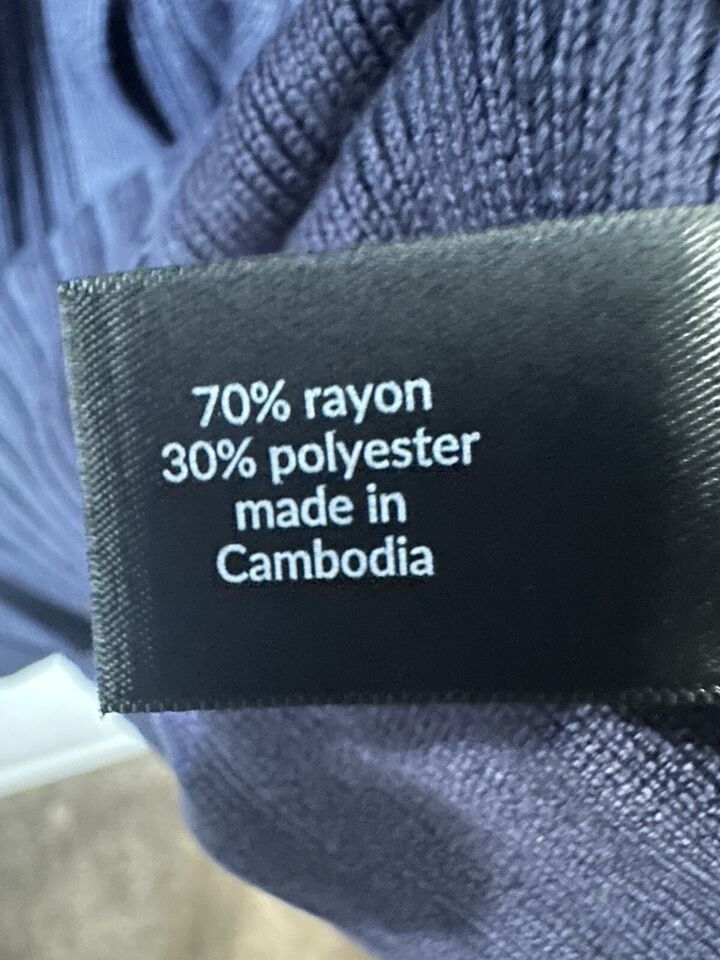 70% rayon
30% polyester
made in
Cambodia